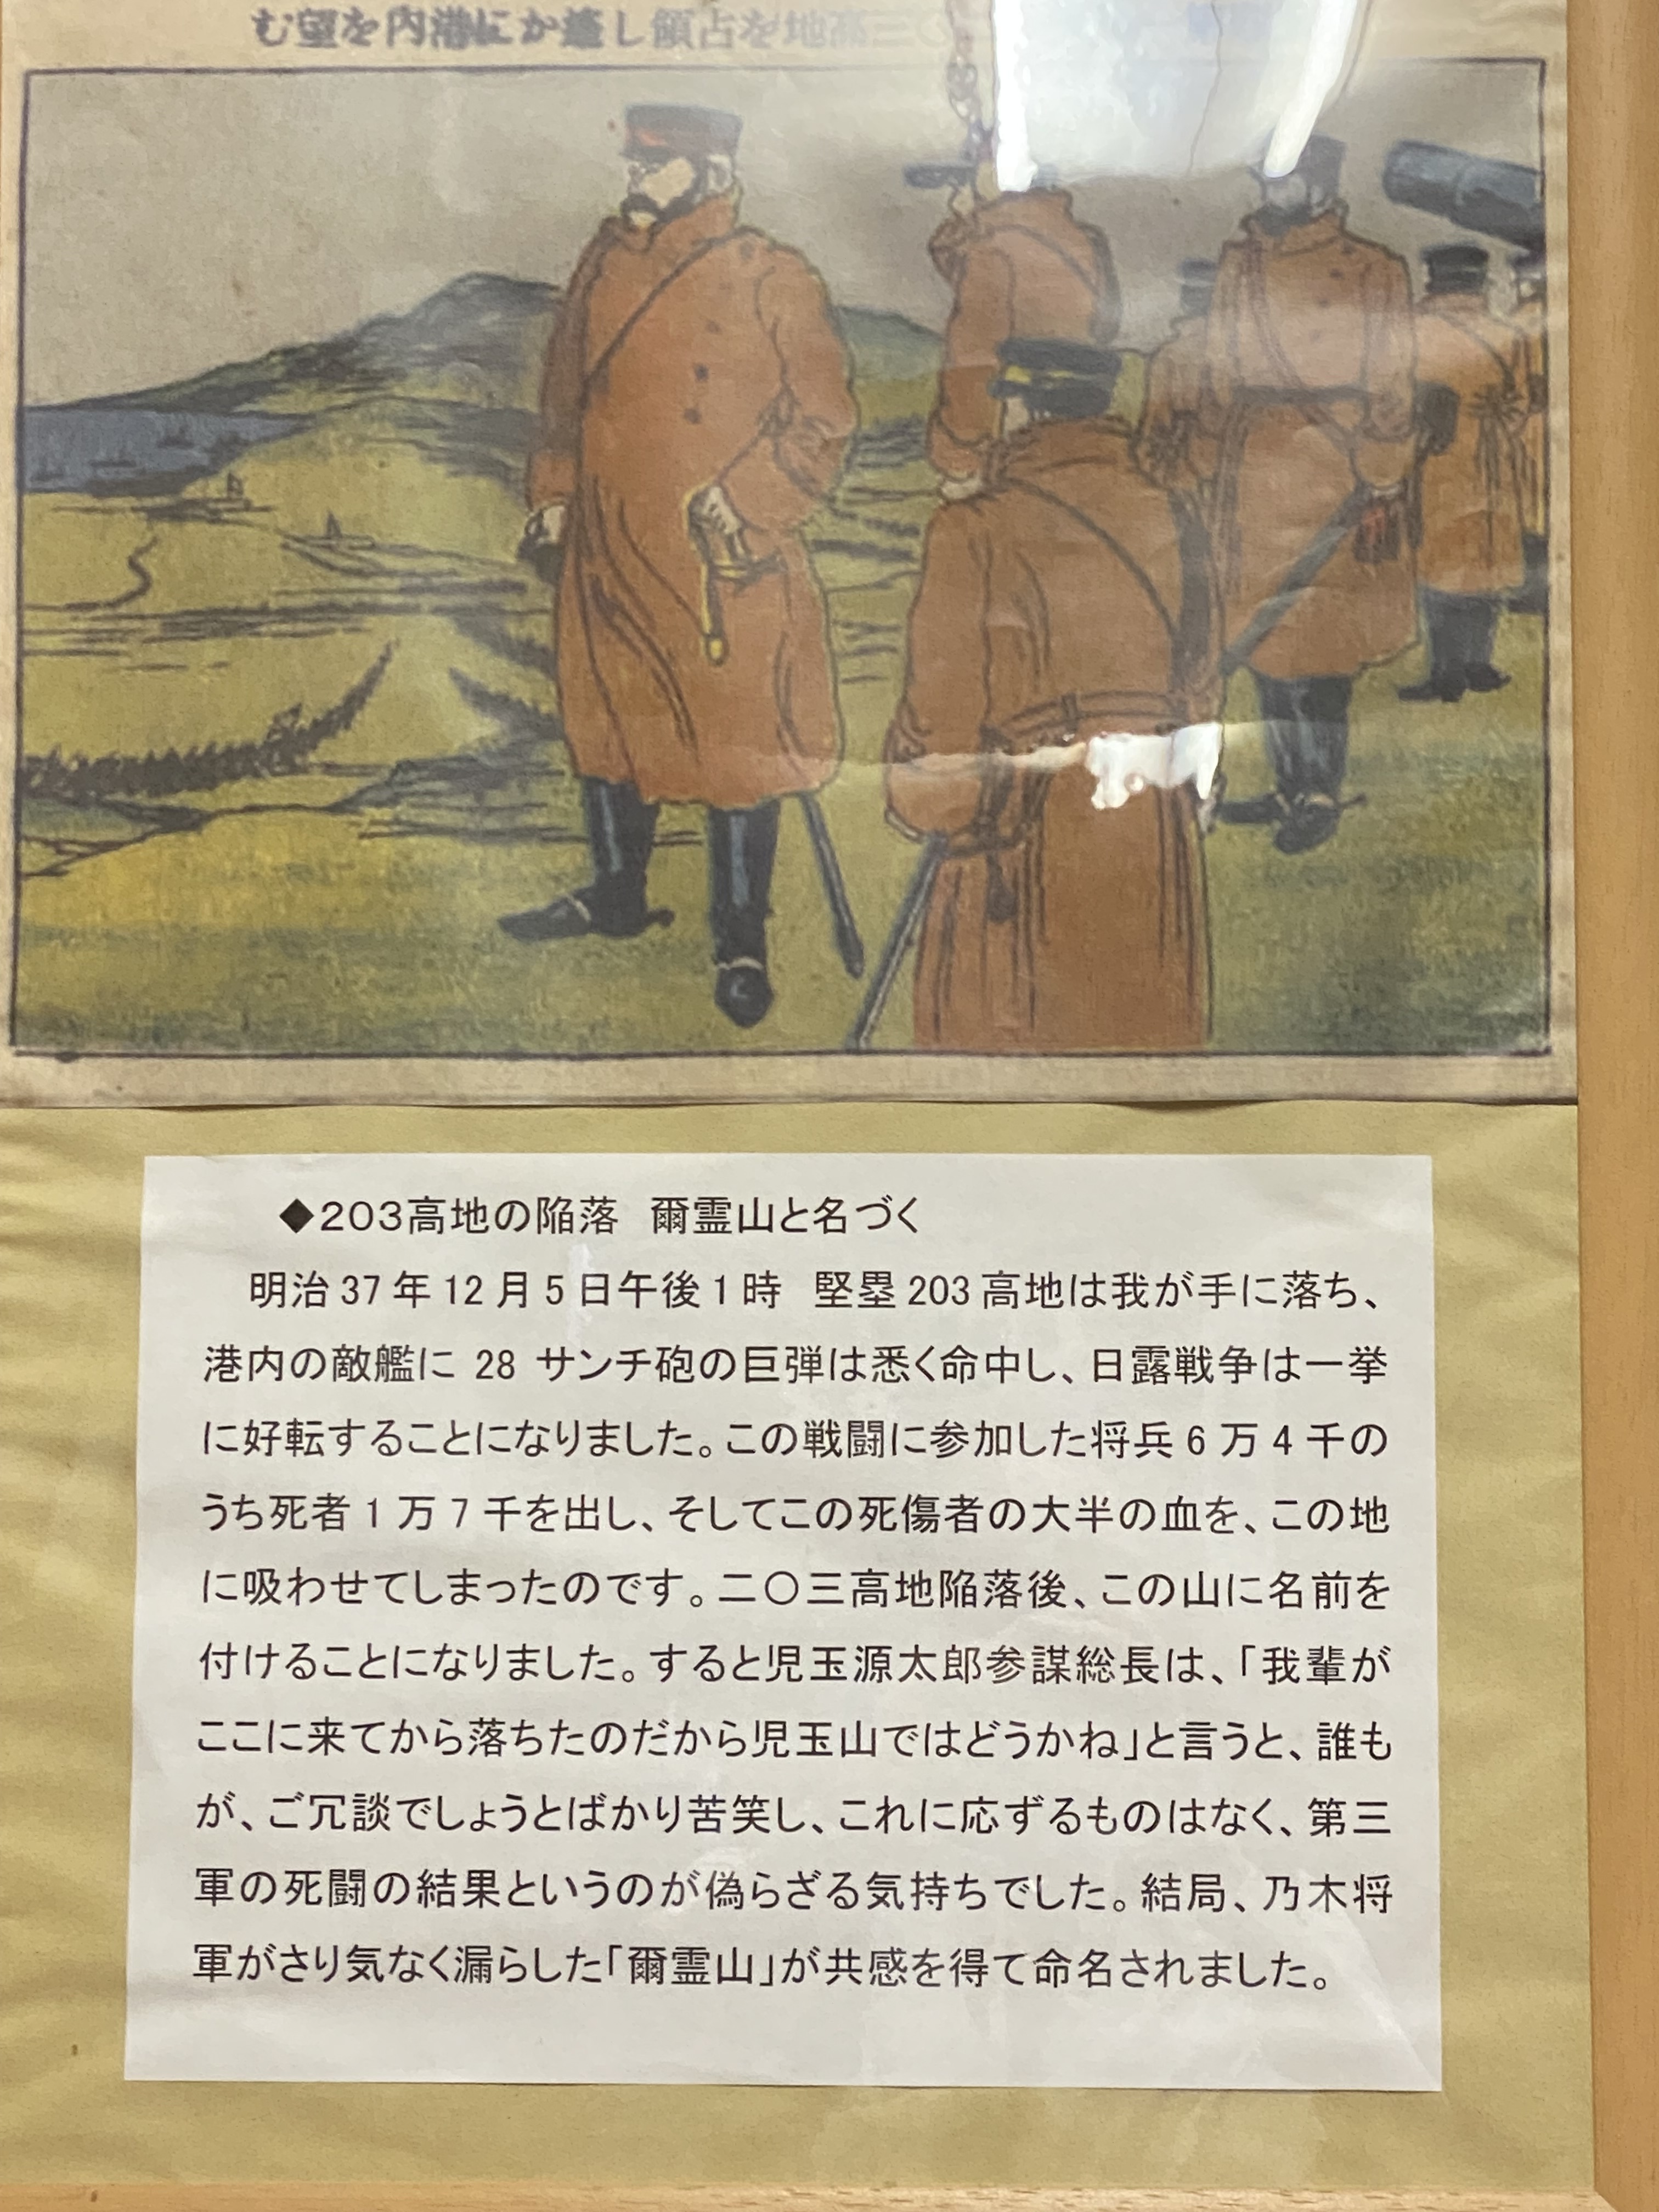 む望を内港にか遙し領占を地高三〇
◆203高地の陥落　爾霊山と名づく
明治37年12月5日午後1時　堅塁203高地は我が手に落ち、
港内の敵艦に 28 サンチ砲の巨弾は悉く命中し、日露戦争は一挙
に好転することになりました。この戦闘に参加した将兵6万4千の
うち死者1万7千を出し、そしてこの死傷者の大半の血を、この地
に吸わせてしまったのです。二〇三高地陥落後、この山に名前を
付けることになりました。すると児玉源太郎参謀総長は、「我輩が
ここに来てから落ちたのだから児玉山ではどうかね」と言うと、誰も
が、ご冗談でしょうとばかり苦笑し、これに応ずるものはなく、第三
軍の死闘の結果というのが偽らざる気持ちでした。結局、乃木将
軍がさり気なく漏らした「爾霊山」が共感を得て命名されました。